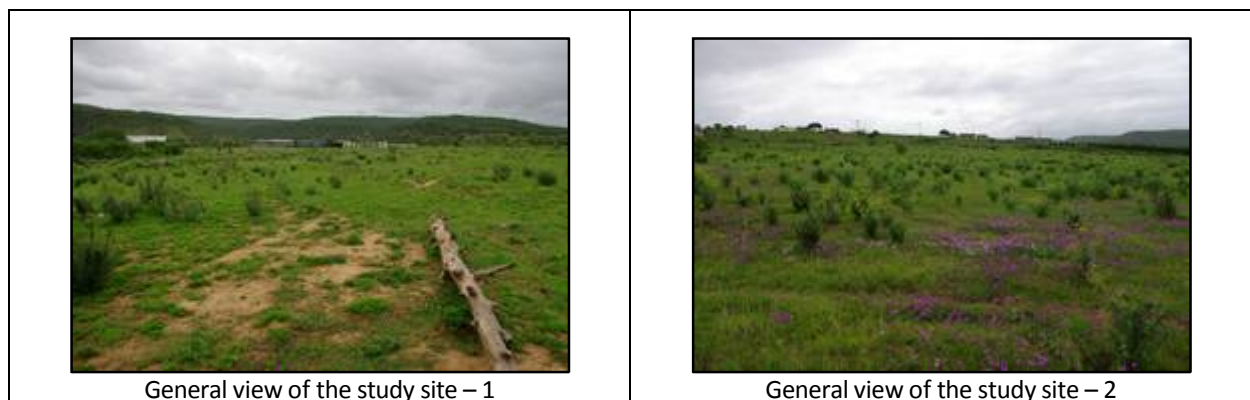 General view of the study site – 1
General view of the study site – 2